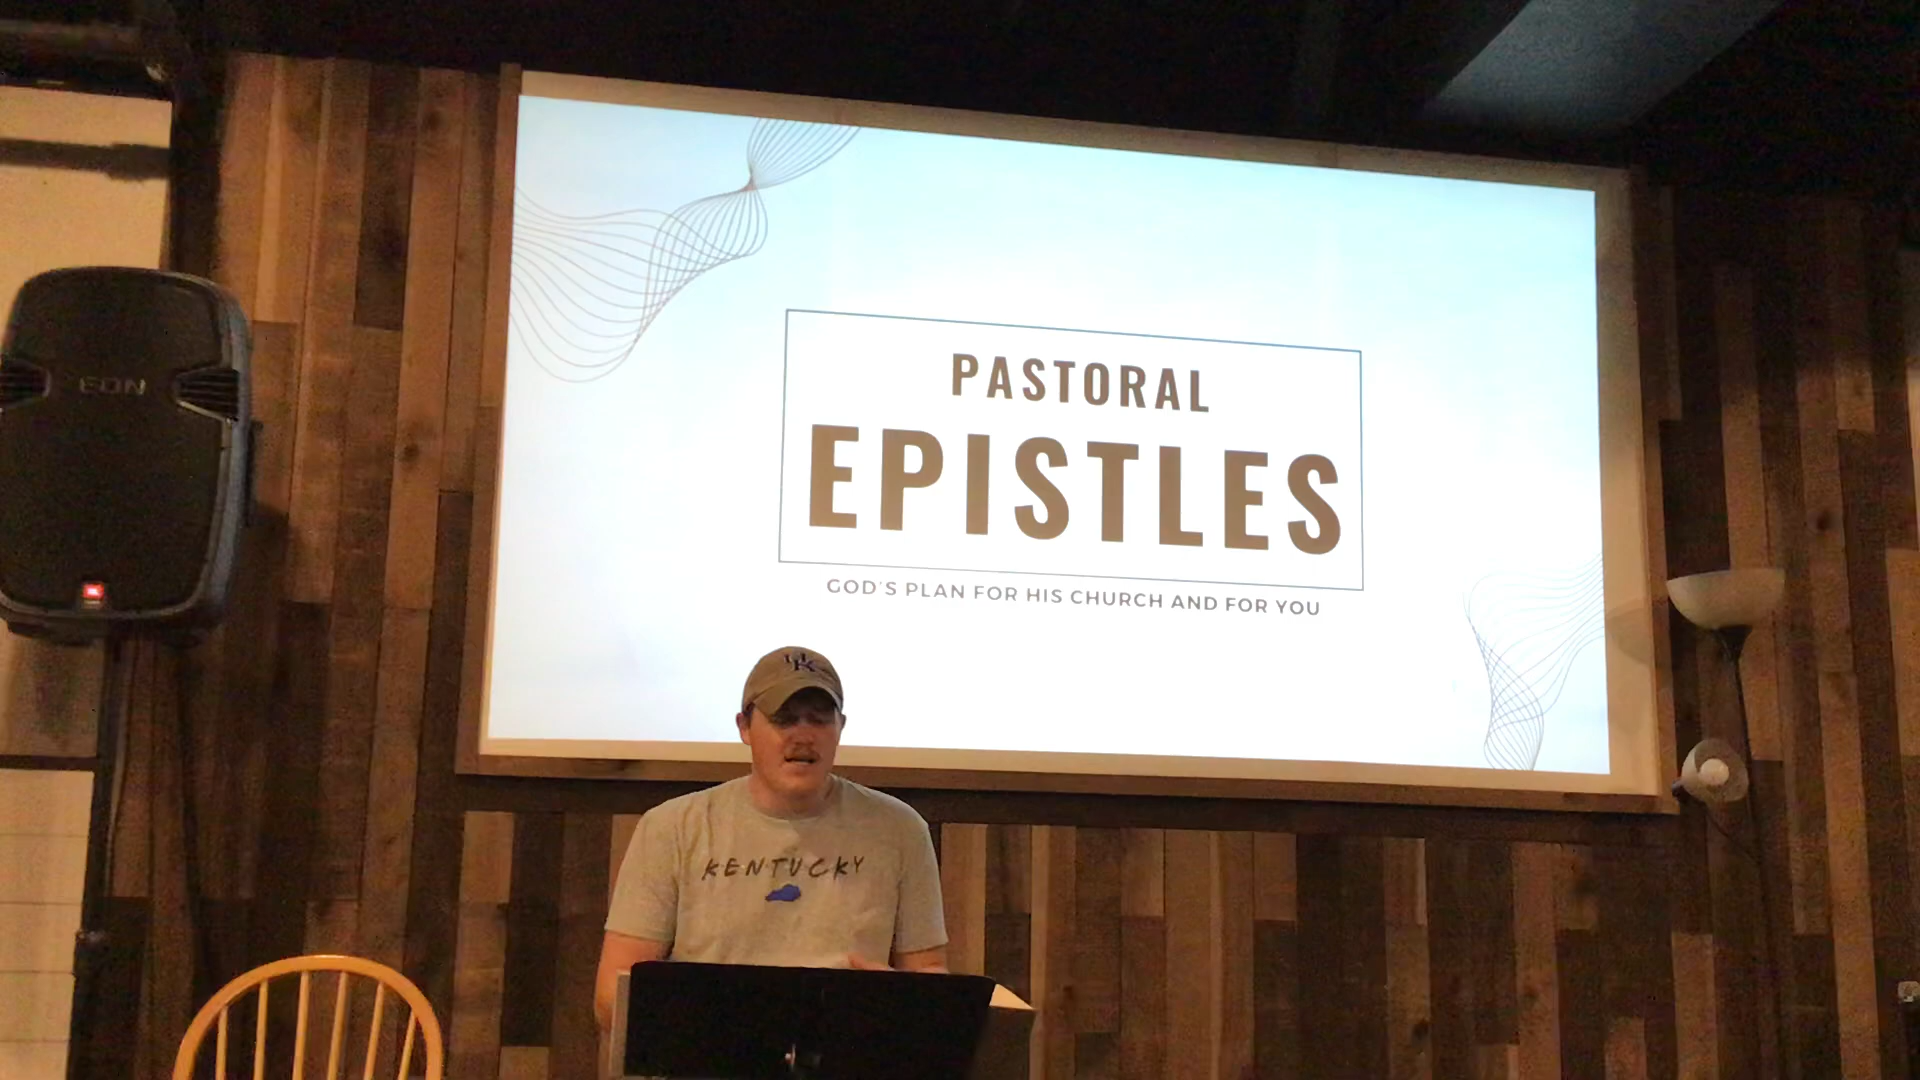 PASTORAL
EPISTLES
GOD'S PLAN FOR HIS CHURCH AND FOR YOU
EON
UK
KENTUCKY